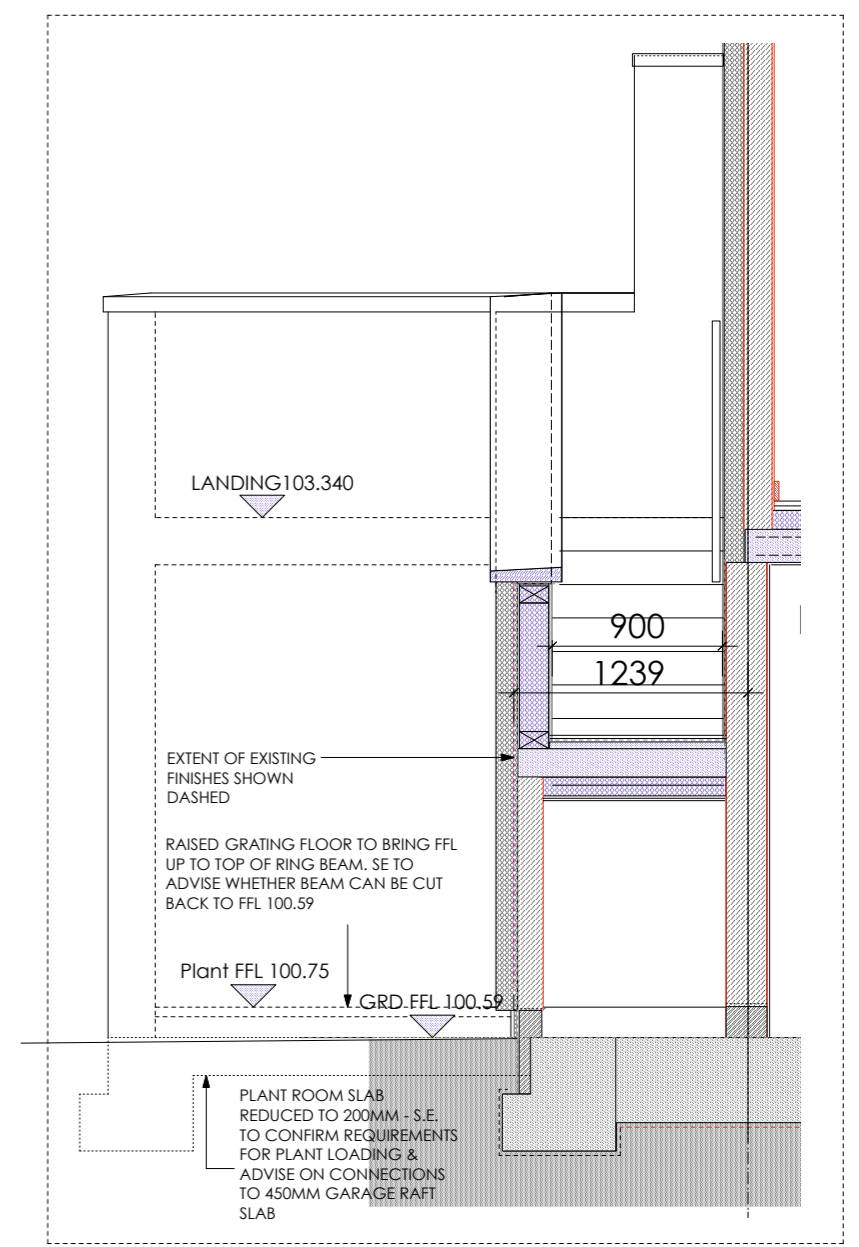 LANDING103.340
900
1239
EXTENT OF EXISTING
FINISHES SHOWN
DASHED
RAISED GRATING FLOOR TO BRING FFL
UP TO TOP OF RING BEAM. SE TO
ADVISE WHETHER BEAM CAN BE CUT
BACK TO FFL 100.59
Plant FFL 100.75
GRD FFL 100.59
PLANT ROOM SLAB
REDUCED TO 200MM - S.E.
TO CONFIRM REQUIREMENTS
FOR PLANT LOADING &
ADVISE ON CONNECTIONS
TO 450MM GARAGE RAFT
SLAB